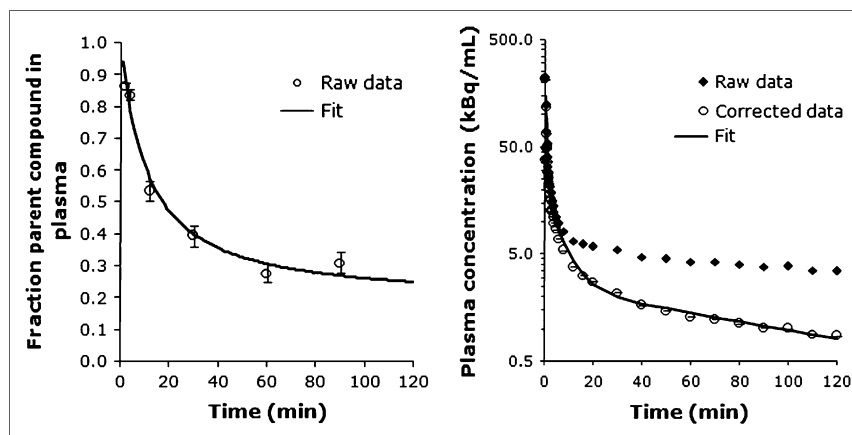 Fraction parent compound in
plasma
1.0
0.9
0.8
0.7
0.6
0.5
0.4
0.3
0.2
0.1
0.0
Raw data
Fit
0 20 40 60 80 100 120
Time (min)
Plasma concentration (kBq/mL)
500.0
50.0
5.0
0.5
Raw data
Corrected data
Fit
0 20 40 60 80 100 120
Time (min)